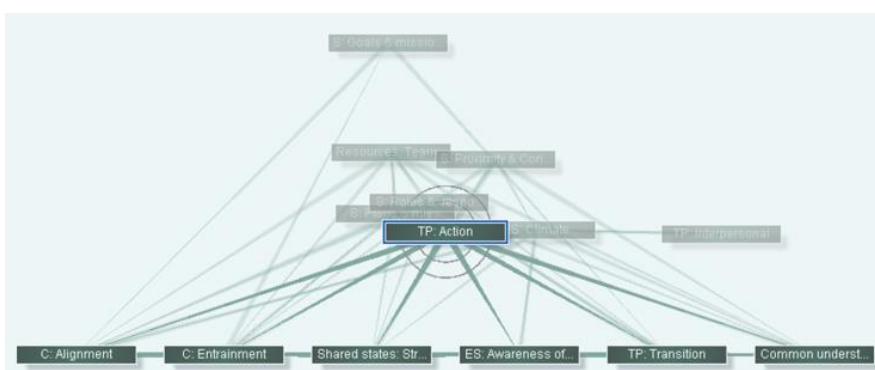 S: Goals & missio...
Resources: Team
S: Proximity & Con...
S: Roles & respo
TP: Action
S: Climate
TP: Interpersonal
C: Alignment
C: Entrainment
Shared states: Str...
ES: Awareness of...
TP: Transition
Common underst...